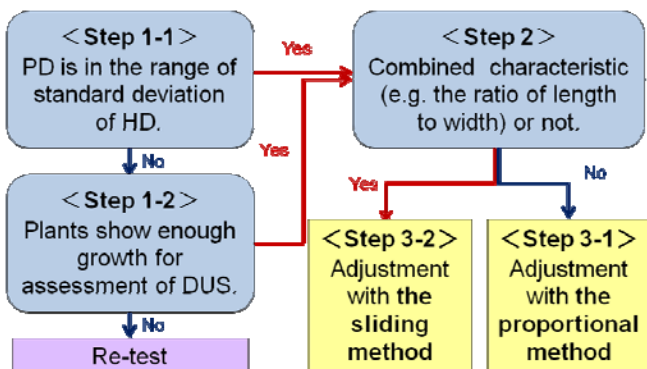 <Step 1-1>
PD is in the range of
standard deviation
of HD.
Yes
<Step 2>
Combined characteristic
(e.g. the ratio of length
to width) or not.
No
Yes
<Step 1-2>
Plants show enough
growth for
assessment of DUS.
Yes
No
<Step 3-2>
Adjustment
with the
sliding
method
<Step 3-1>
Adjustment
with the
proportional
method
No
Re-test